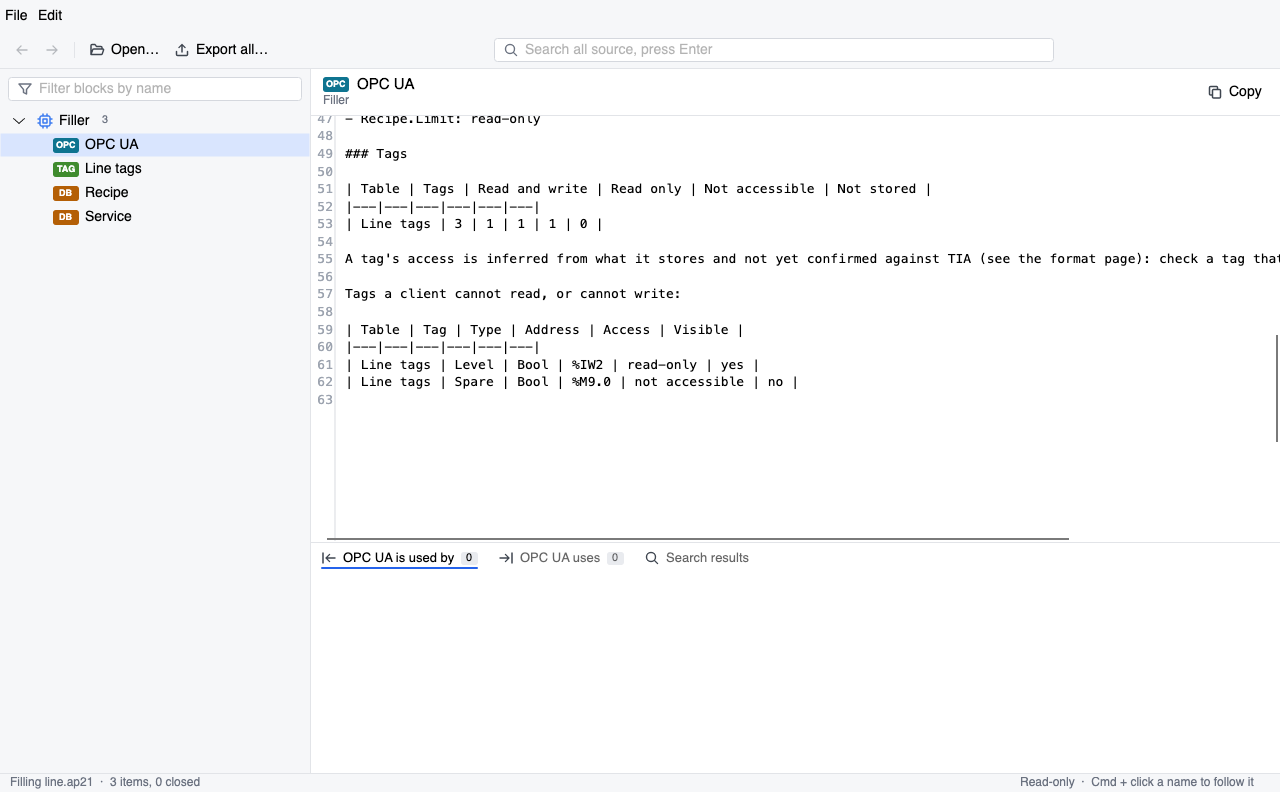 File Edit
Open... Export all... Search all source, press Enter
Filter blocks by name
Filler 3
OPC OPC UA
TAG Line tags
DB Recipe
DB Service
OPC OPC UA
Filler
Copy
47 - Recipe.Limit: read-only
48
49 ### Tags
50
51 | Table | Tags | Read and write | Read only | Not accessible | Not stored |
52 |---|---|---|---|---|---|
53 | Line tags | 3 | 1 | 1 | 1 | 0 |
54
55 A tag's access is inferred from what it stores and not yet confirmed against TIA (see the format page): check a tag that
56
57 Tags a client cannot read, or cannot write:
58
59 | Table | Tag | Type | Address | Access | Visible |
60 |---|---|---|---|---|---|
61 | Line tags | Level | Bool | %IW2 | read-only | yes |
62 | Line tags | Spare | Bool | %M9.0 | not accessible | no |
63
OPC UA is used by 0 OPC UA uses 0 Search results
Filling line.ap21 · 3 items, 0 closed
Read-only · Cmd + click a name to follow it